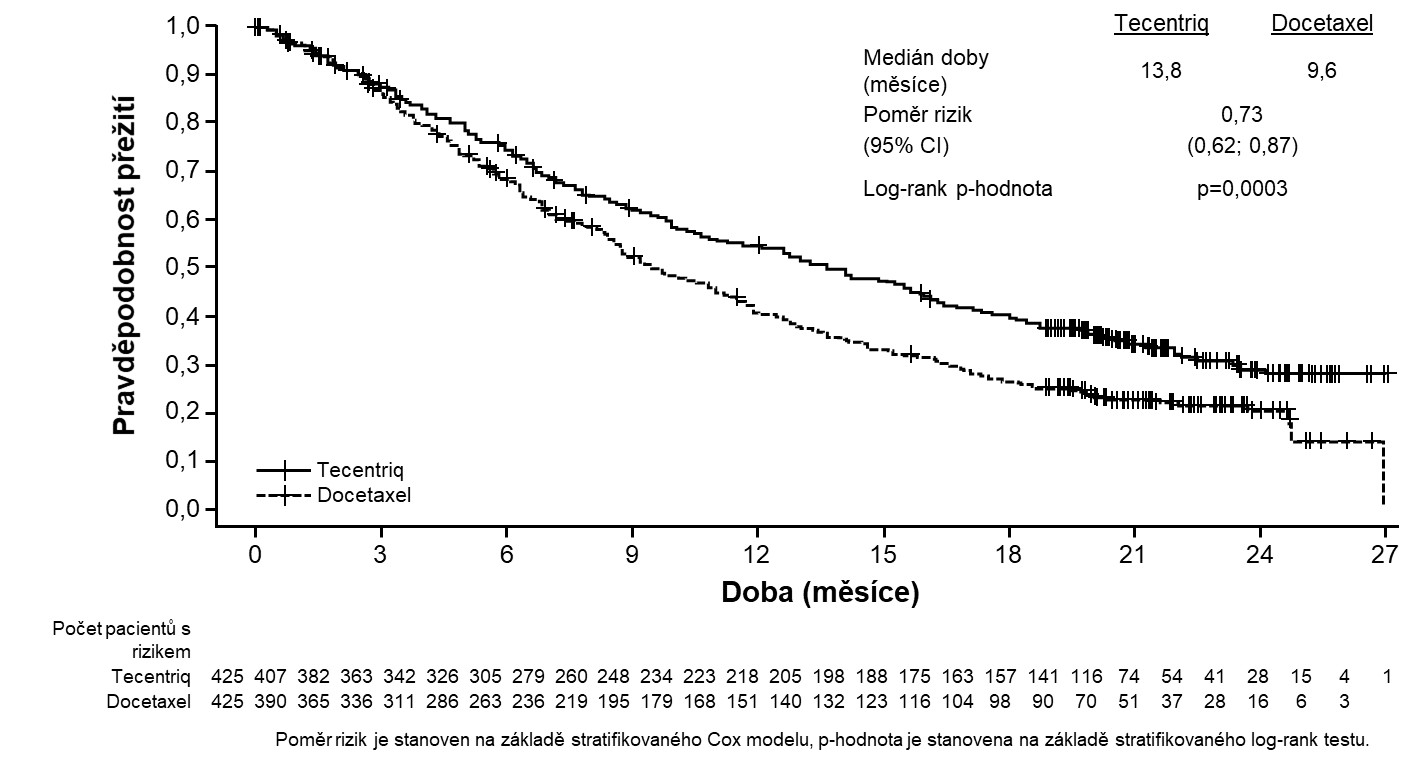 Tecentriq Docetaxel
Medián doby
(měsíce)
13,8 9,6
Poměr rizik 0,73
(95% CI) (0,62; 0,87)
Log-rank p-hodnota p=0,0003
Pravděpodobnost přežití
1,0
0,9
0,8
0,7
0,6
0,5
0,4
0,3
0,2
0,1
0,0
Tecentriq
Docetaxel
0 3 6 9 12 15 18 21 24 27
Doba (měsíce)
Počet pacientů s
rizikem
Tecentriq 425 407 382 363 342 326 305 279 260 248 234 223 218 205 198 188 175 163 157 141 116 74 54 41 28 15 4 1
Docetaxel 425 390 365 336 311 286 263 236 219 195 179 168 151 140 132 123 116 104 98 90 70 51 37 28 16 6 3
Poměr rizik je stanoven na základě stratifikovaného Cox modelu, p-hodnota je stanovena na základě stratifikovaného log-rank testu.